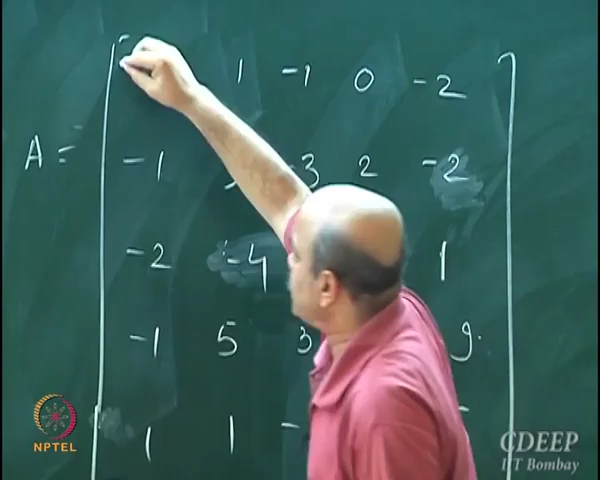 1 -1 0 -2
A = -1 -3 2 -2
-2 -4 1
-1 5 3 9
1 1 -
NPTEL
CDEEP
IIT Bombay